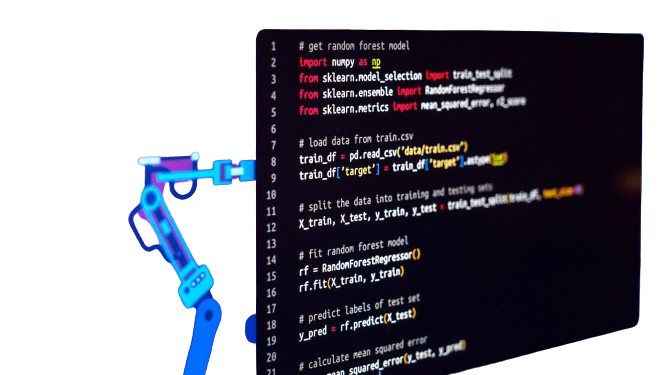 1 # get random forest model
2 import numpy as np
3 from sklearn.model_selection import train_test_split
4 from sklearn.ensemble import RandomForestRegressor
5 from sklearn.metrics import mean_squared_error, r2_score
6
7 # load data from train.csv
8 train_df = pd.read_csv("data/train.csv")
9 train_df['target'] = train_df['target'].astype(int)
10
11 # split the data into training and testing sets
12 X_train, X_test, y_train, y_test = train_test_split(train_df,
13
14 # fit random forest model
15 rf = RandomForestRegressor()
16 rf.fit(X_train, y_train)
17
18 # predict labels of test set
19 y_pred = rf.predict(X_test)
20
21 # calculate mean squared error
mean_squared_error(y_test, y_pred)